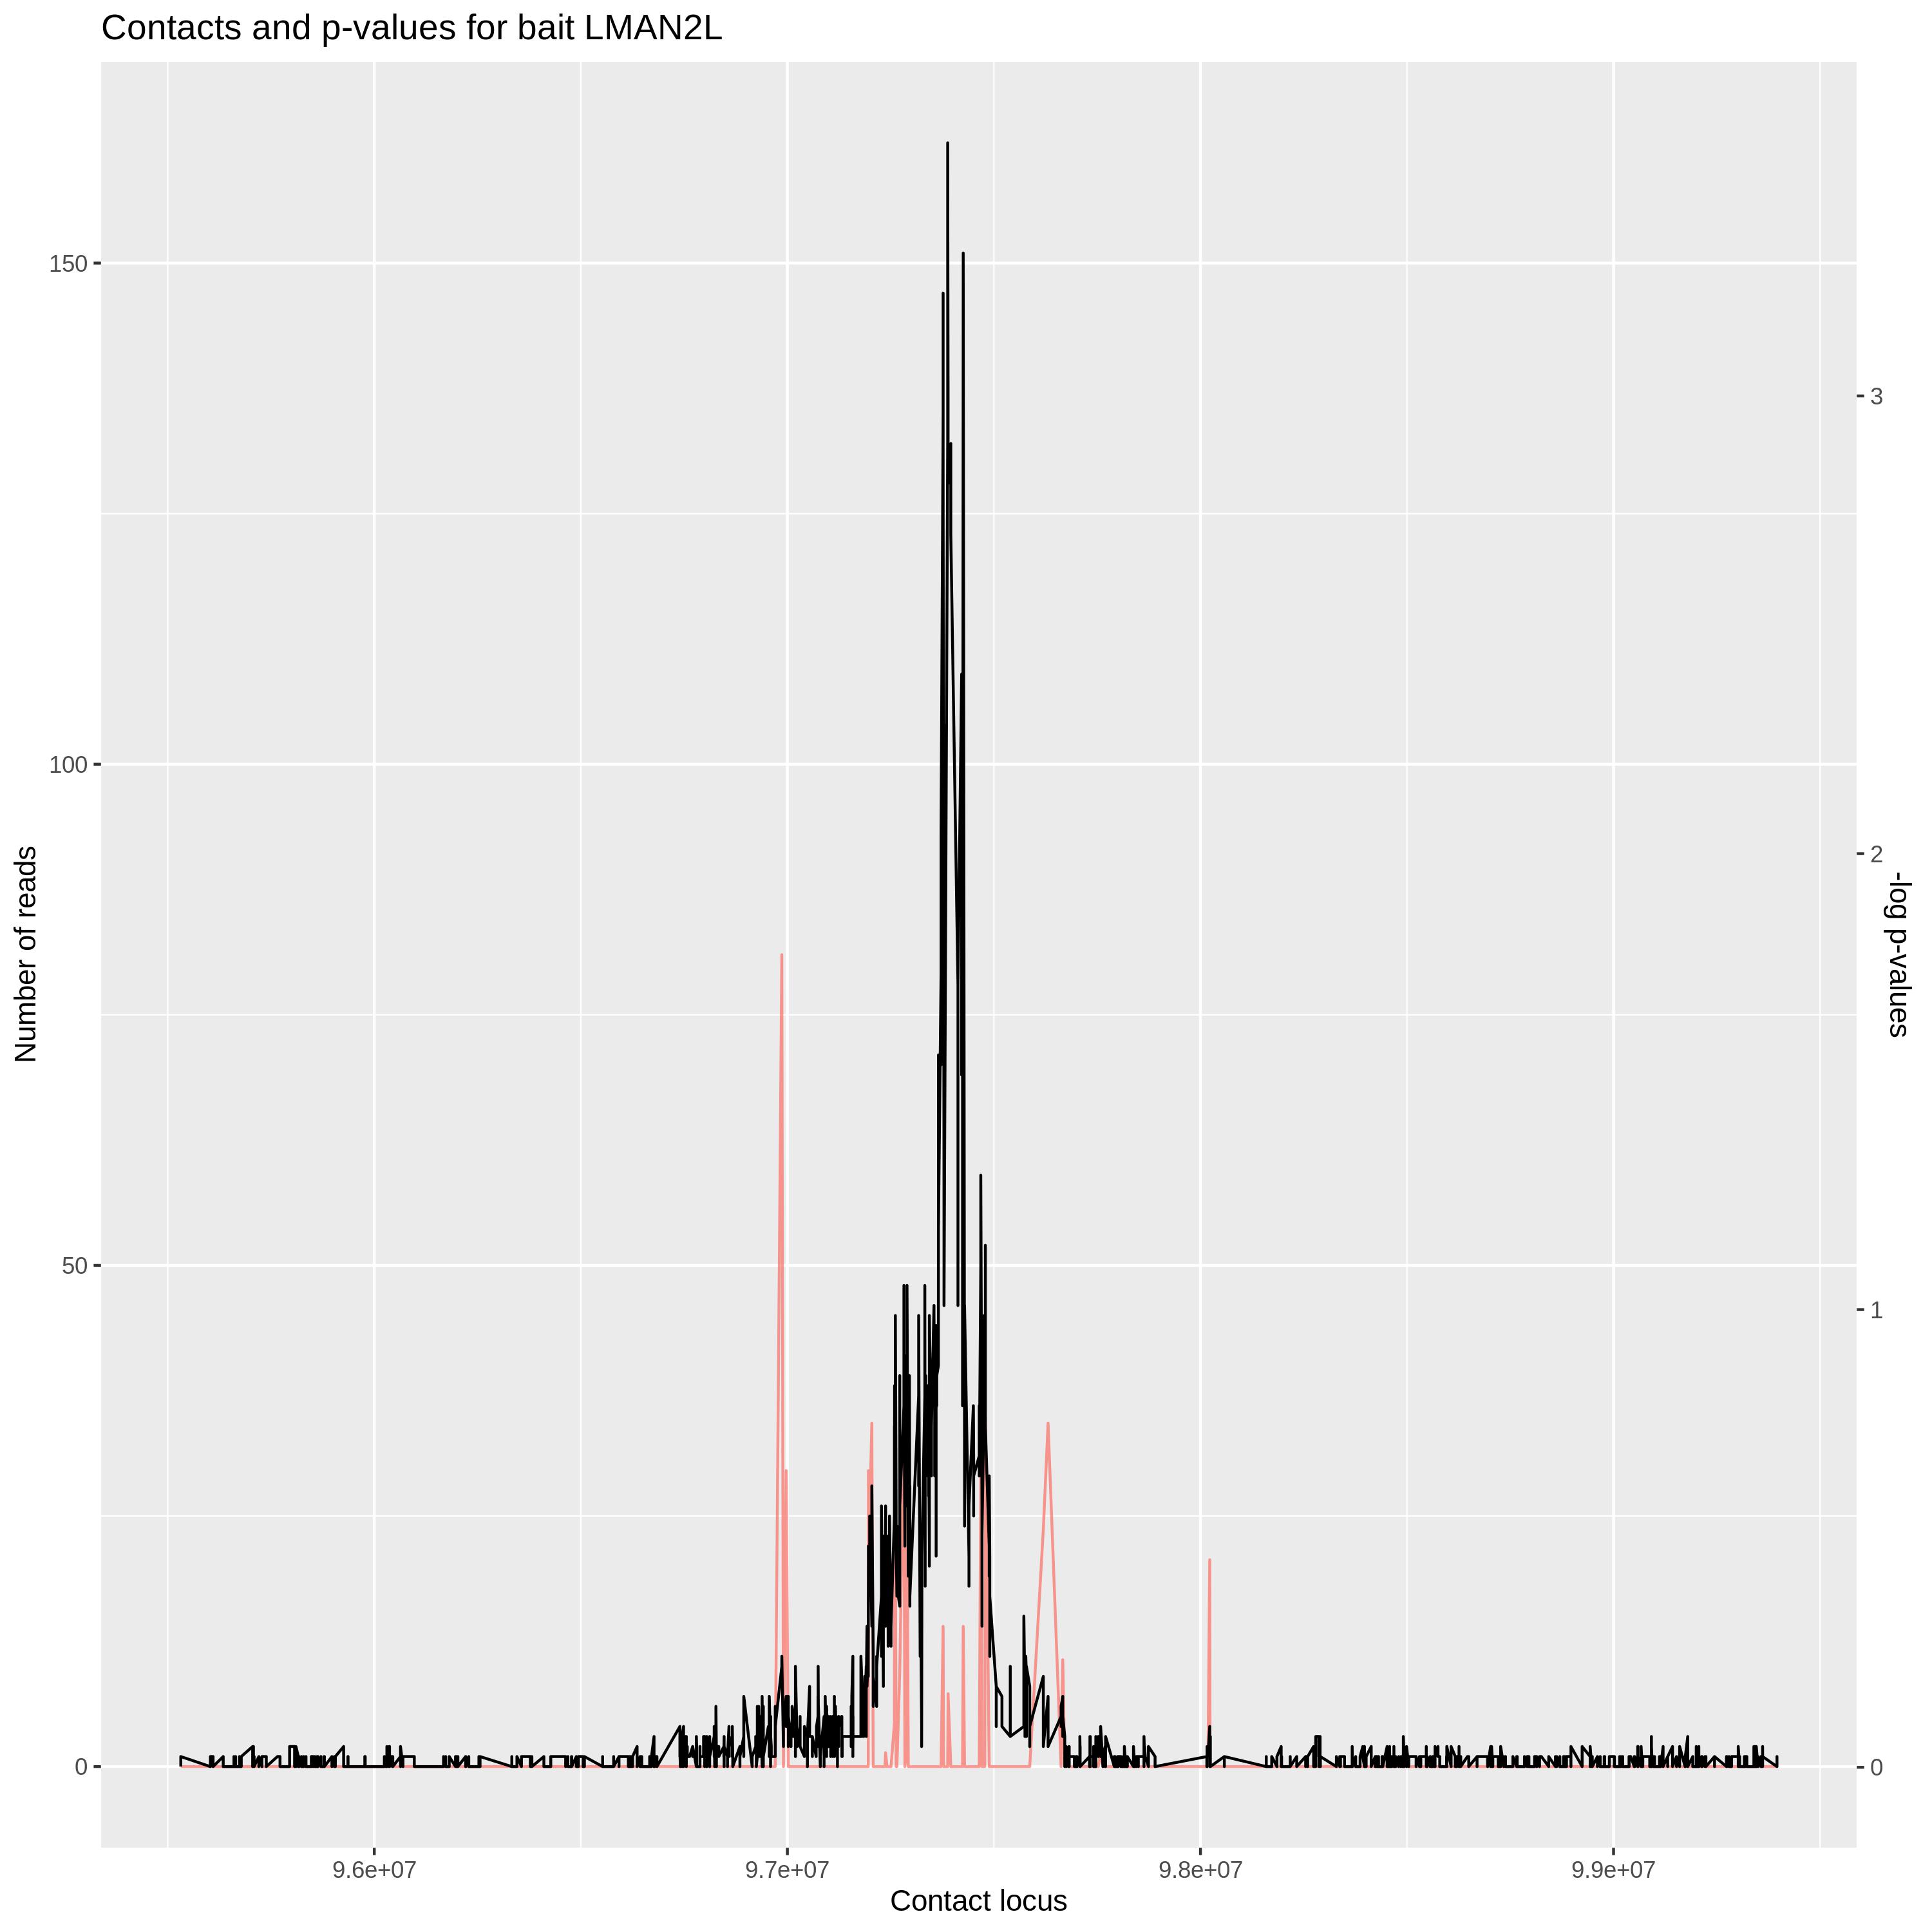 Contacts and p-values for bait LMAN2L
150
100
50
0
Number of reads
3
2
1
0
-log p-values
9.6e+07
9.7e+07
9.8e+07
9.9e+07
Contact locus